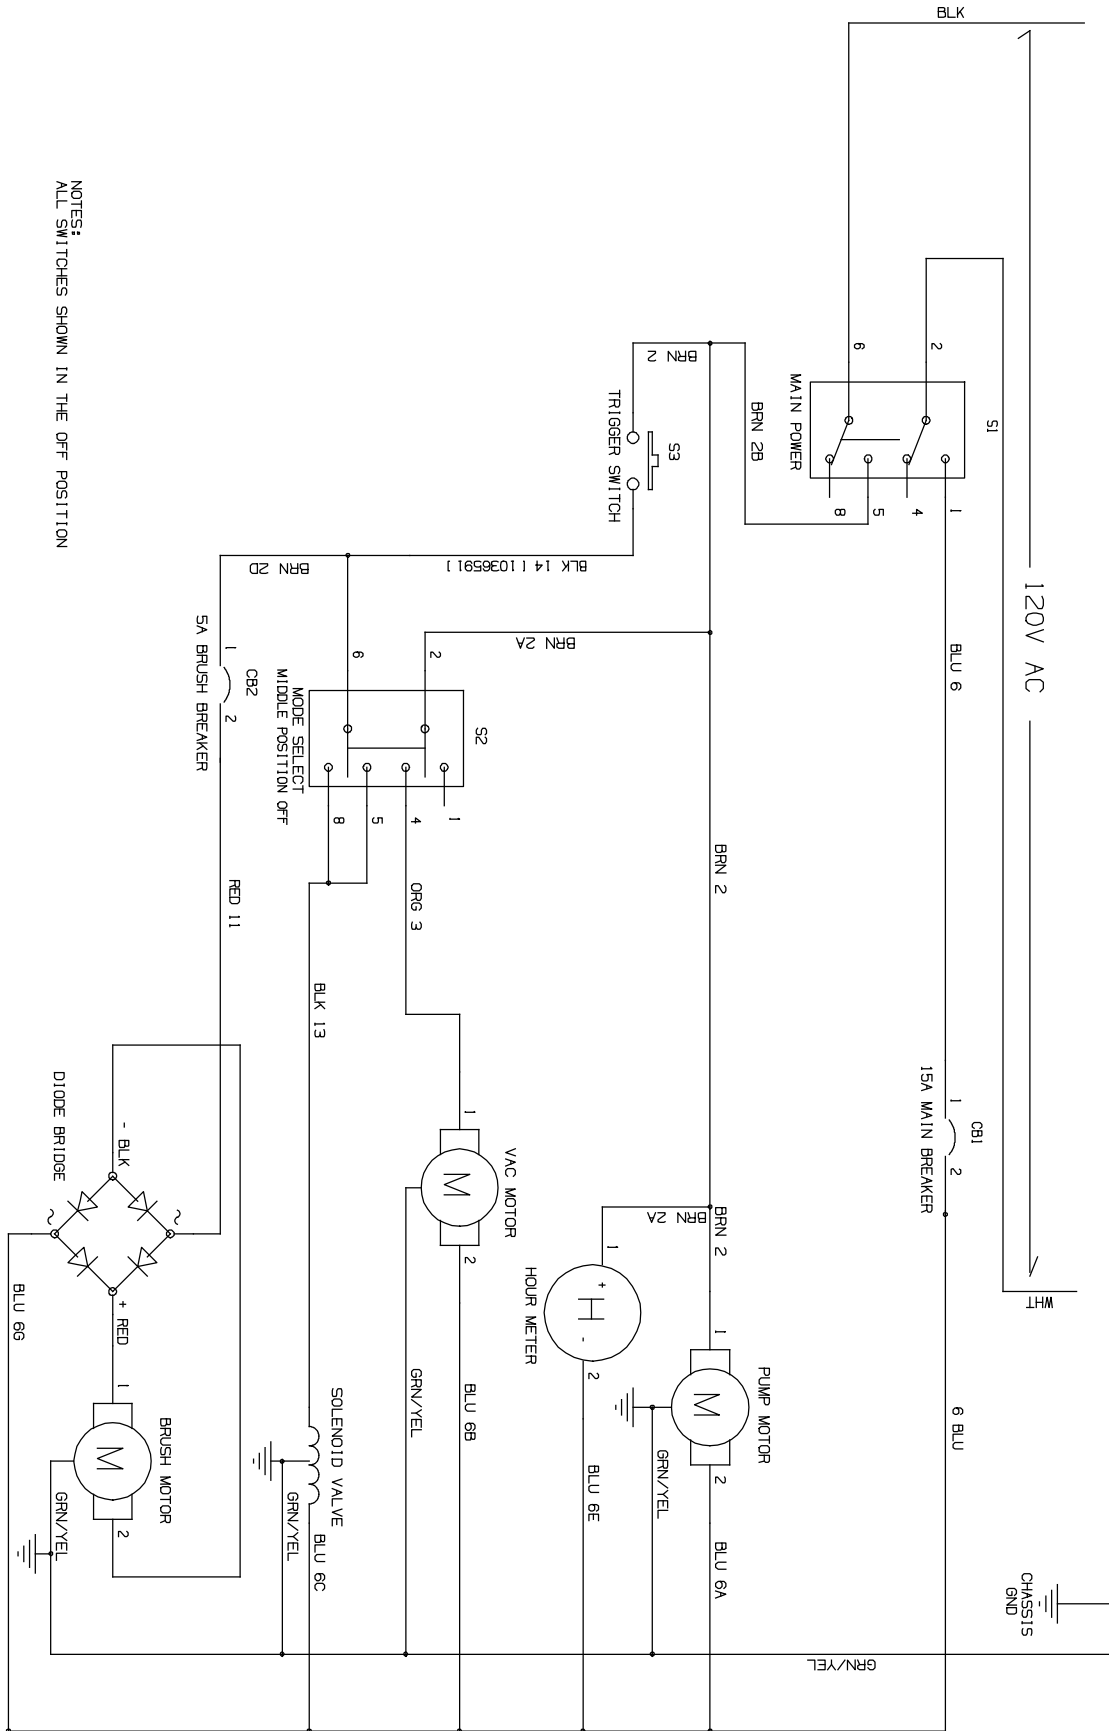 BLK
120V AC
WHT
CHASSIS
GND
S1
2
6
MAIN POWER
1
4
5
8
BLU 6
1
CB1
2
15A MAIN BREAKER
6 BLU
GRN/YEL
BRN 2
BRN 2B
S3
TRIGGER SWITCH
BLK 14 [1036591]
BRN 2D
BRN 2A
BRN 2
BRN 2
1
PUMP MOTOR
M
2
GRN/YEL
BLU 6A
BRN 2A
1
+ H -
2
HOUR METER
BLU 6E
S2
2
6
MODE SELECT
MIDDLE POSITION OFF
1
4
5
8
ORG 3
1
VAC MOTOR
M
2
GRN/YEL
BLU 6B
BLK 13
SOLENOID VALVE
GRN/YEL
BLU 6C
1
CB2
2
5A BRUSH BREAKER
RED 11
DIODE BRIDGE
- BLK
~
~
+ RED
BLU 6G
1
BRUSH MOTOR
M
2
GRN/YEL
NOTES:
ALL SWITCHES SHOWN IN THE OFF POSITION